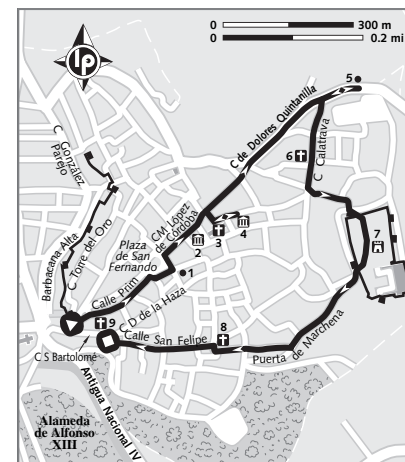 0 300 m
0 0.2 mi
lp
5
C de Dolores Quintanilla
C González
Parejo
6
C Calatrava
CM López
de Córdoba
4
3
2
7
Barbacana Alta
C Torre del Oro
Plaza
de San
Fernando
1
Calle Prim
C D de la Haza
9
8
Calle San Felipe
Puerta de Marchena
C S Bartolomé
Antigua Nacional IV
Alameda
de Alfonso
XIII